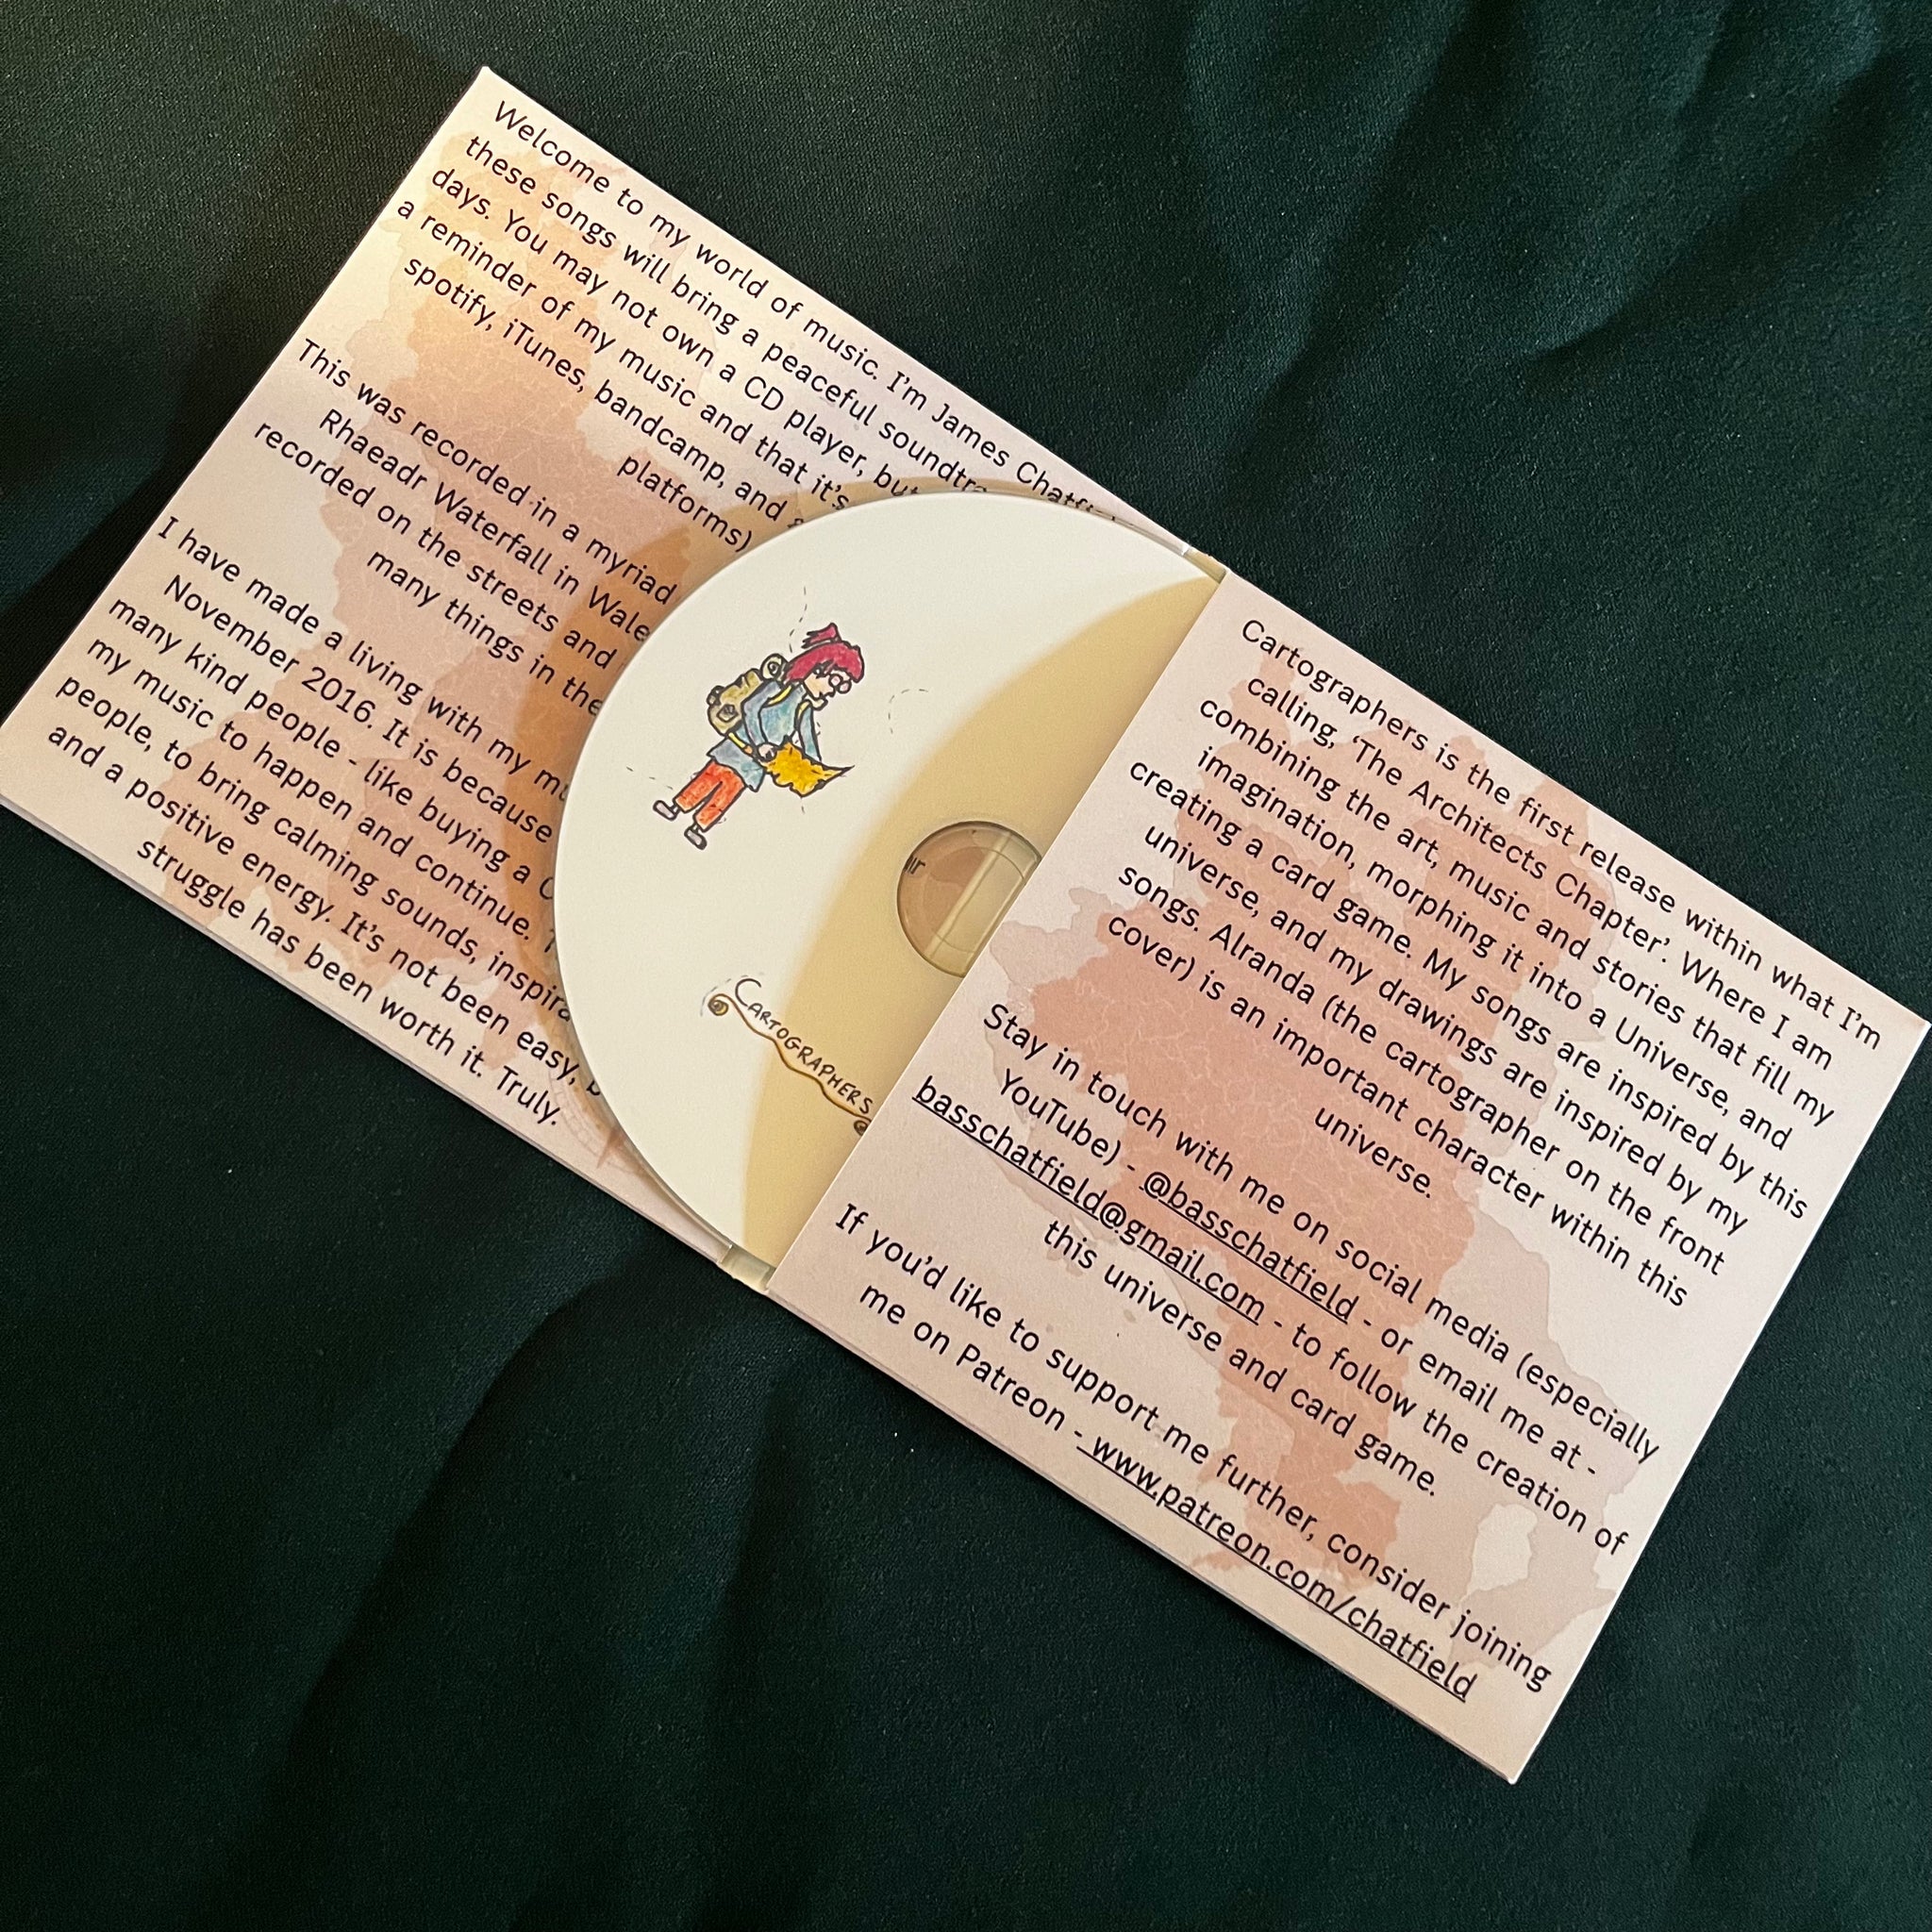 Welcome to my world of music. I'm James
these songs will bring a peaceful
days. You may not own a CD player, but
a reminder of my music and that it's
spotify, iTunes, bandcamp, and
platforms)
This was recorded in a myriad
Rhaeadr Waterfall in
recorded on the streets and
many things in the
I have made a living with my
November 2016. It is because
many kind people - like buying a
my music to happen and continue.
people, to bring calming sounds,
and a positive energy. It's not been easy,
struggle has been worth it. Truly.
CARTOGRAPHERS
Cartographers is the first release within what I'm
calling, 'The Architects Chapter'. Where I am
combining the art, music and stories that fill my
imagination, morphing it into a Universe, and
creating a card game. My songs are inspired by this
universe, and my drawings are inspired by my
songs. Alranda (the cartographer on the front
cover) is an important character within this
universe.
Stay in touch with me on social media (especially
YouTube) - @basschatfield - or email me at -
basschatfield@gmail.com - to follow the creation of
this universe and card game.
If you'd like to support me further, consider joining
me on Patreon - www.patreon.com/chatfield